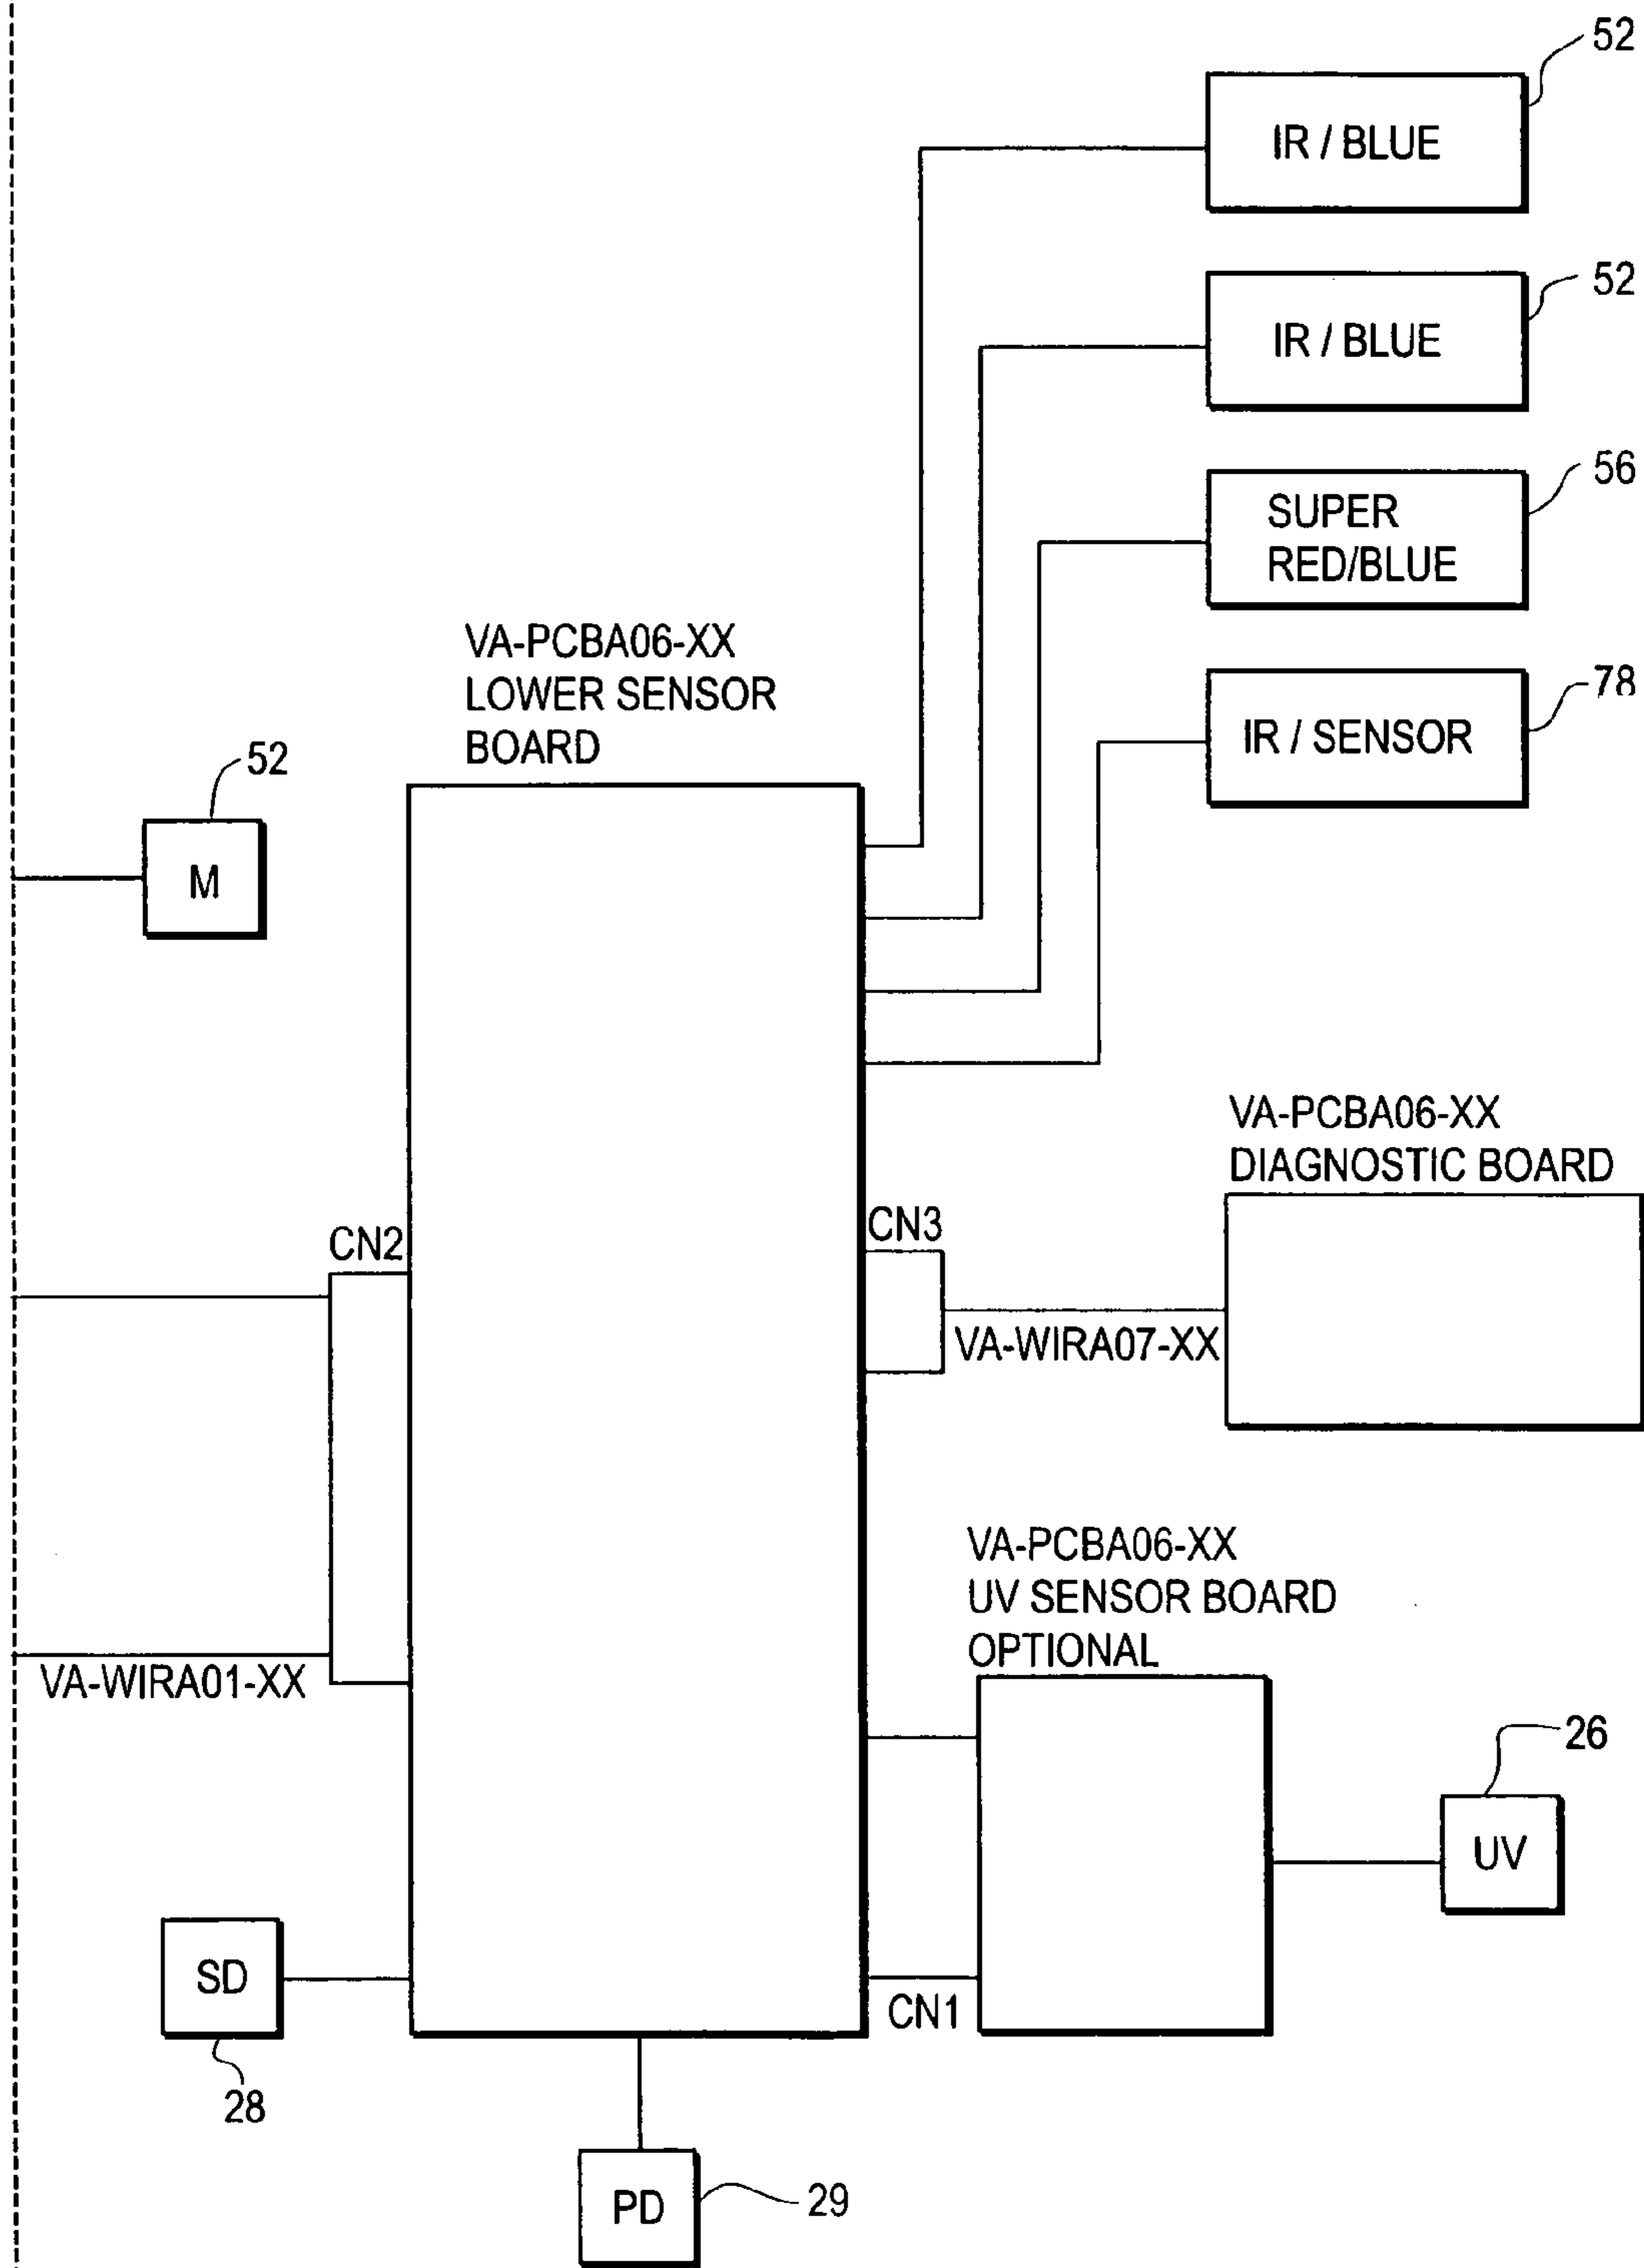 52
IR / BLUE
52
IR / BLUE
56
SUPER
RED/BLUE
78
IR / SENSOR
VA-PCBA06-XX
LOWER SENSOR
BOARD
52
M
VA-PCBA06-XX
DIAGNOSTIC BOARD
CN3
CN2
VA-WIRA07-XX
VA-PCBA06-XX
UV SENSOR BOARD
OPTIONAL
VA-WIRA01-XX
26
UV
SD
CN1
28
PD
29